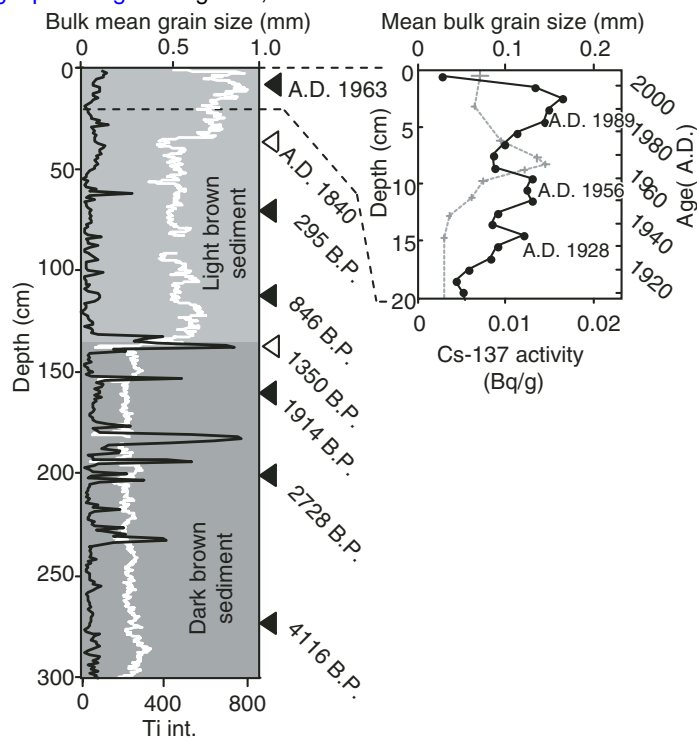 Bulk mean grain size (mm)
0 0.5 1.0
Mean bulk grain size (mm)
0 0.1 0.2
Depth (cm)
0
50
100
150
200
250
300
Light brown
sediment
Dark brown
sediment
0 400 800
Ti int.
A.D. 1963
A.D. 1840
295 B.P.
846 B.P.
1350 B.P.
1914 B.P.
2728 B.P.
4116 B.P.
Depth (cm)
0
5
10
15
20
A.D. 1989
A.D. 1956
A.D. 1928
2000
1980
1960
1940
1920
Age( A.D.)
0 0.01 0.02
Cs-137 activity
(Bq/g)